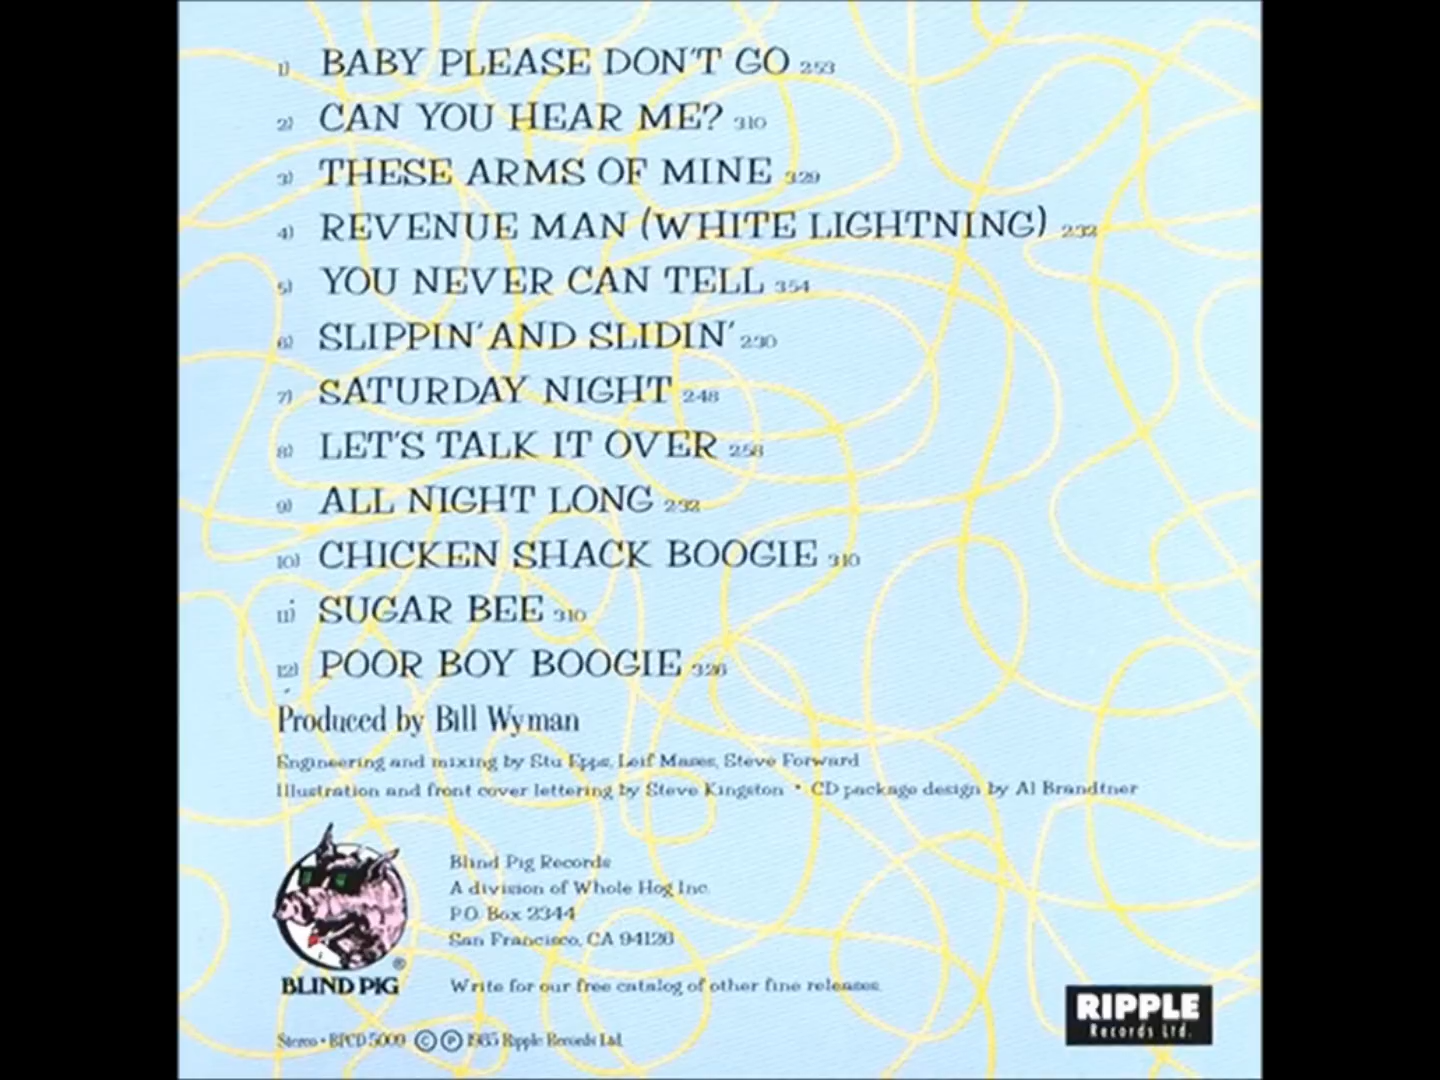 1) BABY PLEASE DON'T GO 2:53
2) CAN YOU HEAR ME? 3:10
3) THESE ARMS OF MINE 3:29
4) REVENUE MAN (WHITE LIGHTNING) 2:32
5) YOU NEVER CAN TELL 3:54
6) SLIPPIN' AND SLIDIN' 2:30
7) SATURDAY NIGHT 2:48
8) LET'S TALK IT OVER 2:58
9) ALL NIGHT LONG 2:32
10) CHICKEN SHACK BOOGIE 3:10
11) SUGAR BEE 3:10
12) POOR BOY BOOGIE 3:26
Produced by Bill Wyman
Engineering and mixing by Stu Epps, Leif Mases, Steve Forward
Illustration and front cover lettering by Steve Kingston • CD package design by Al Brandtner
Blind Pig Records
A division of Whole Hog Inc.
P.O. Box 2344
San Francisco, CA 94126
BLIND PIG ®
Write for our free catalog of other fine releases.
RIPPLE
Records Ltd.
Stereo • BPCD 5009 © ℗ 1985 Ripple Records Ltd.